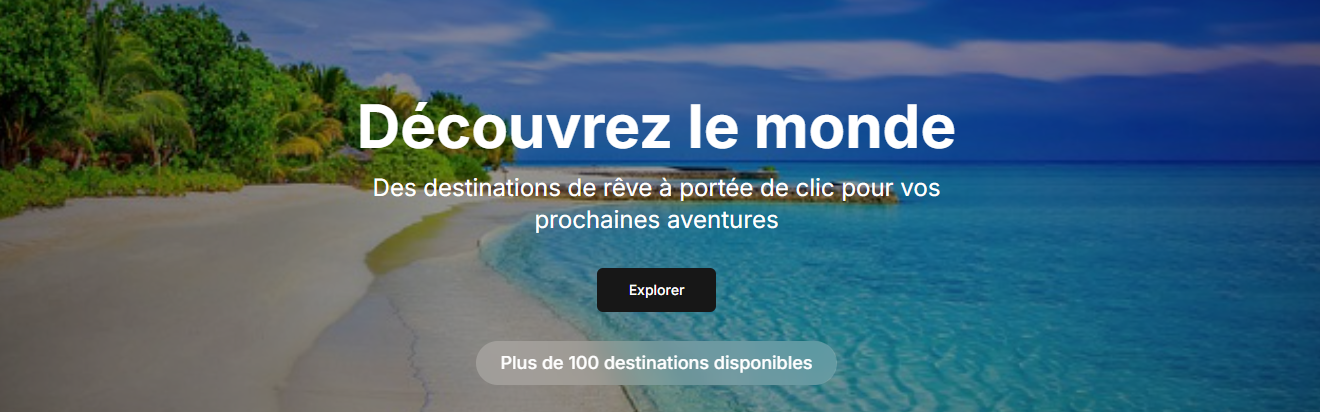 Découvrez le monde
Des destinations de rêve à portée de clic pour vos
prochaines aventures
Explorer
Plus de 100 destinations disponibles